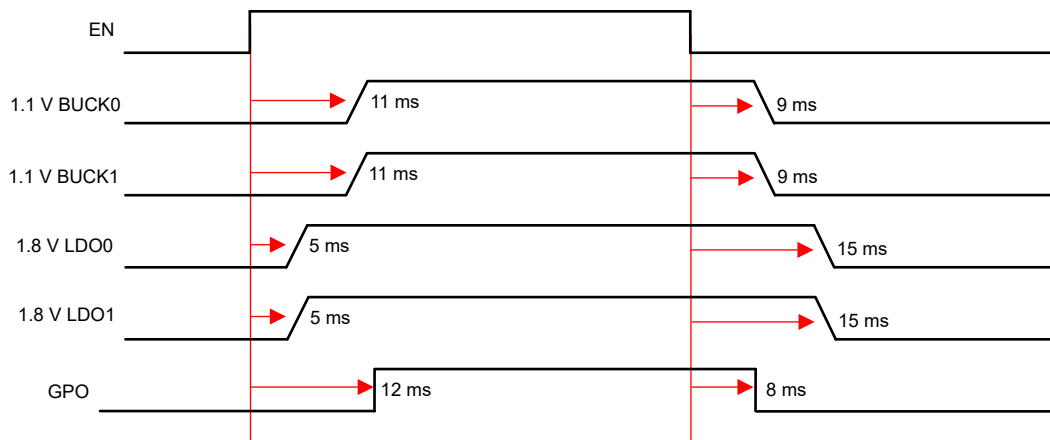 EN
1.1 V BUCK0
11 ms
9 ms
1.1 V BUCK1
11 ms
9 ms
1.8 V LDO0
5 ms
15 ms
1.8 V LDO1
5 ms
15 ms
GPO
12 ms
8 ms